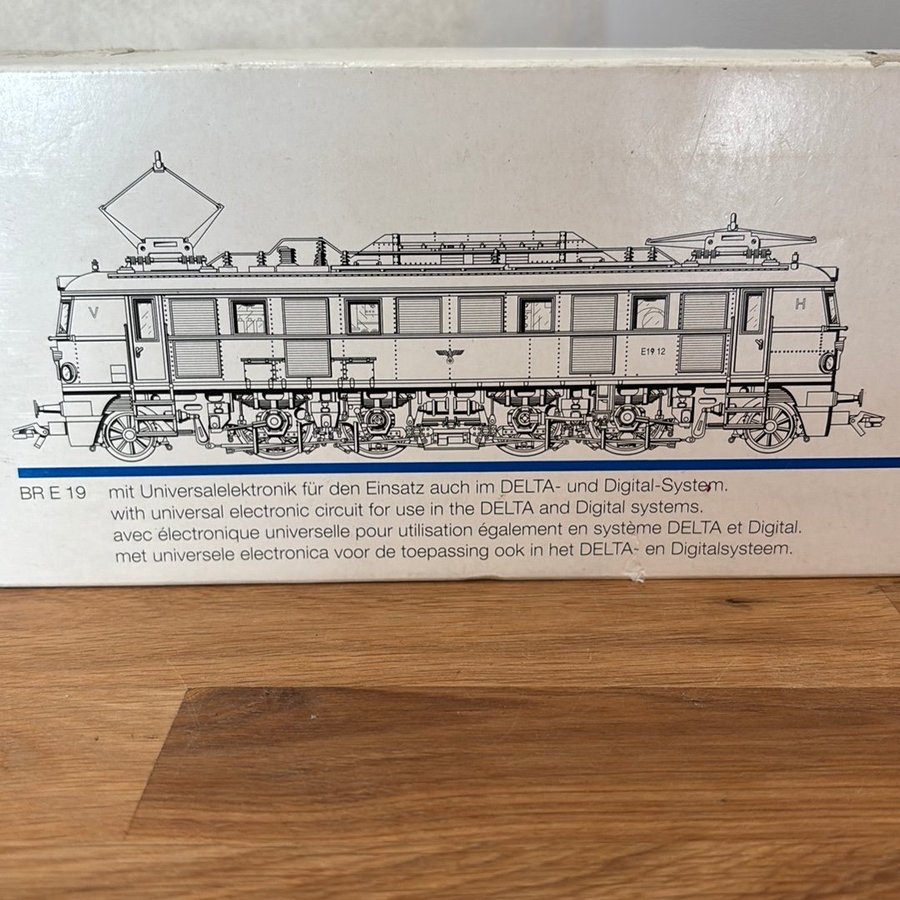 V
H
E19 12
BR E 19 mit Universalelektronik für den Einsatz auch im DELTA- und Digital-System.
with universal electronic circuit for use in the DELTA and Digital systems.
avec électronique universelle pour utilisation également en système DELTA et Digital.
met universele electronica voor de toepassing ook in het DELTA- en Digitalsysteem.